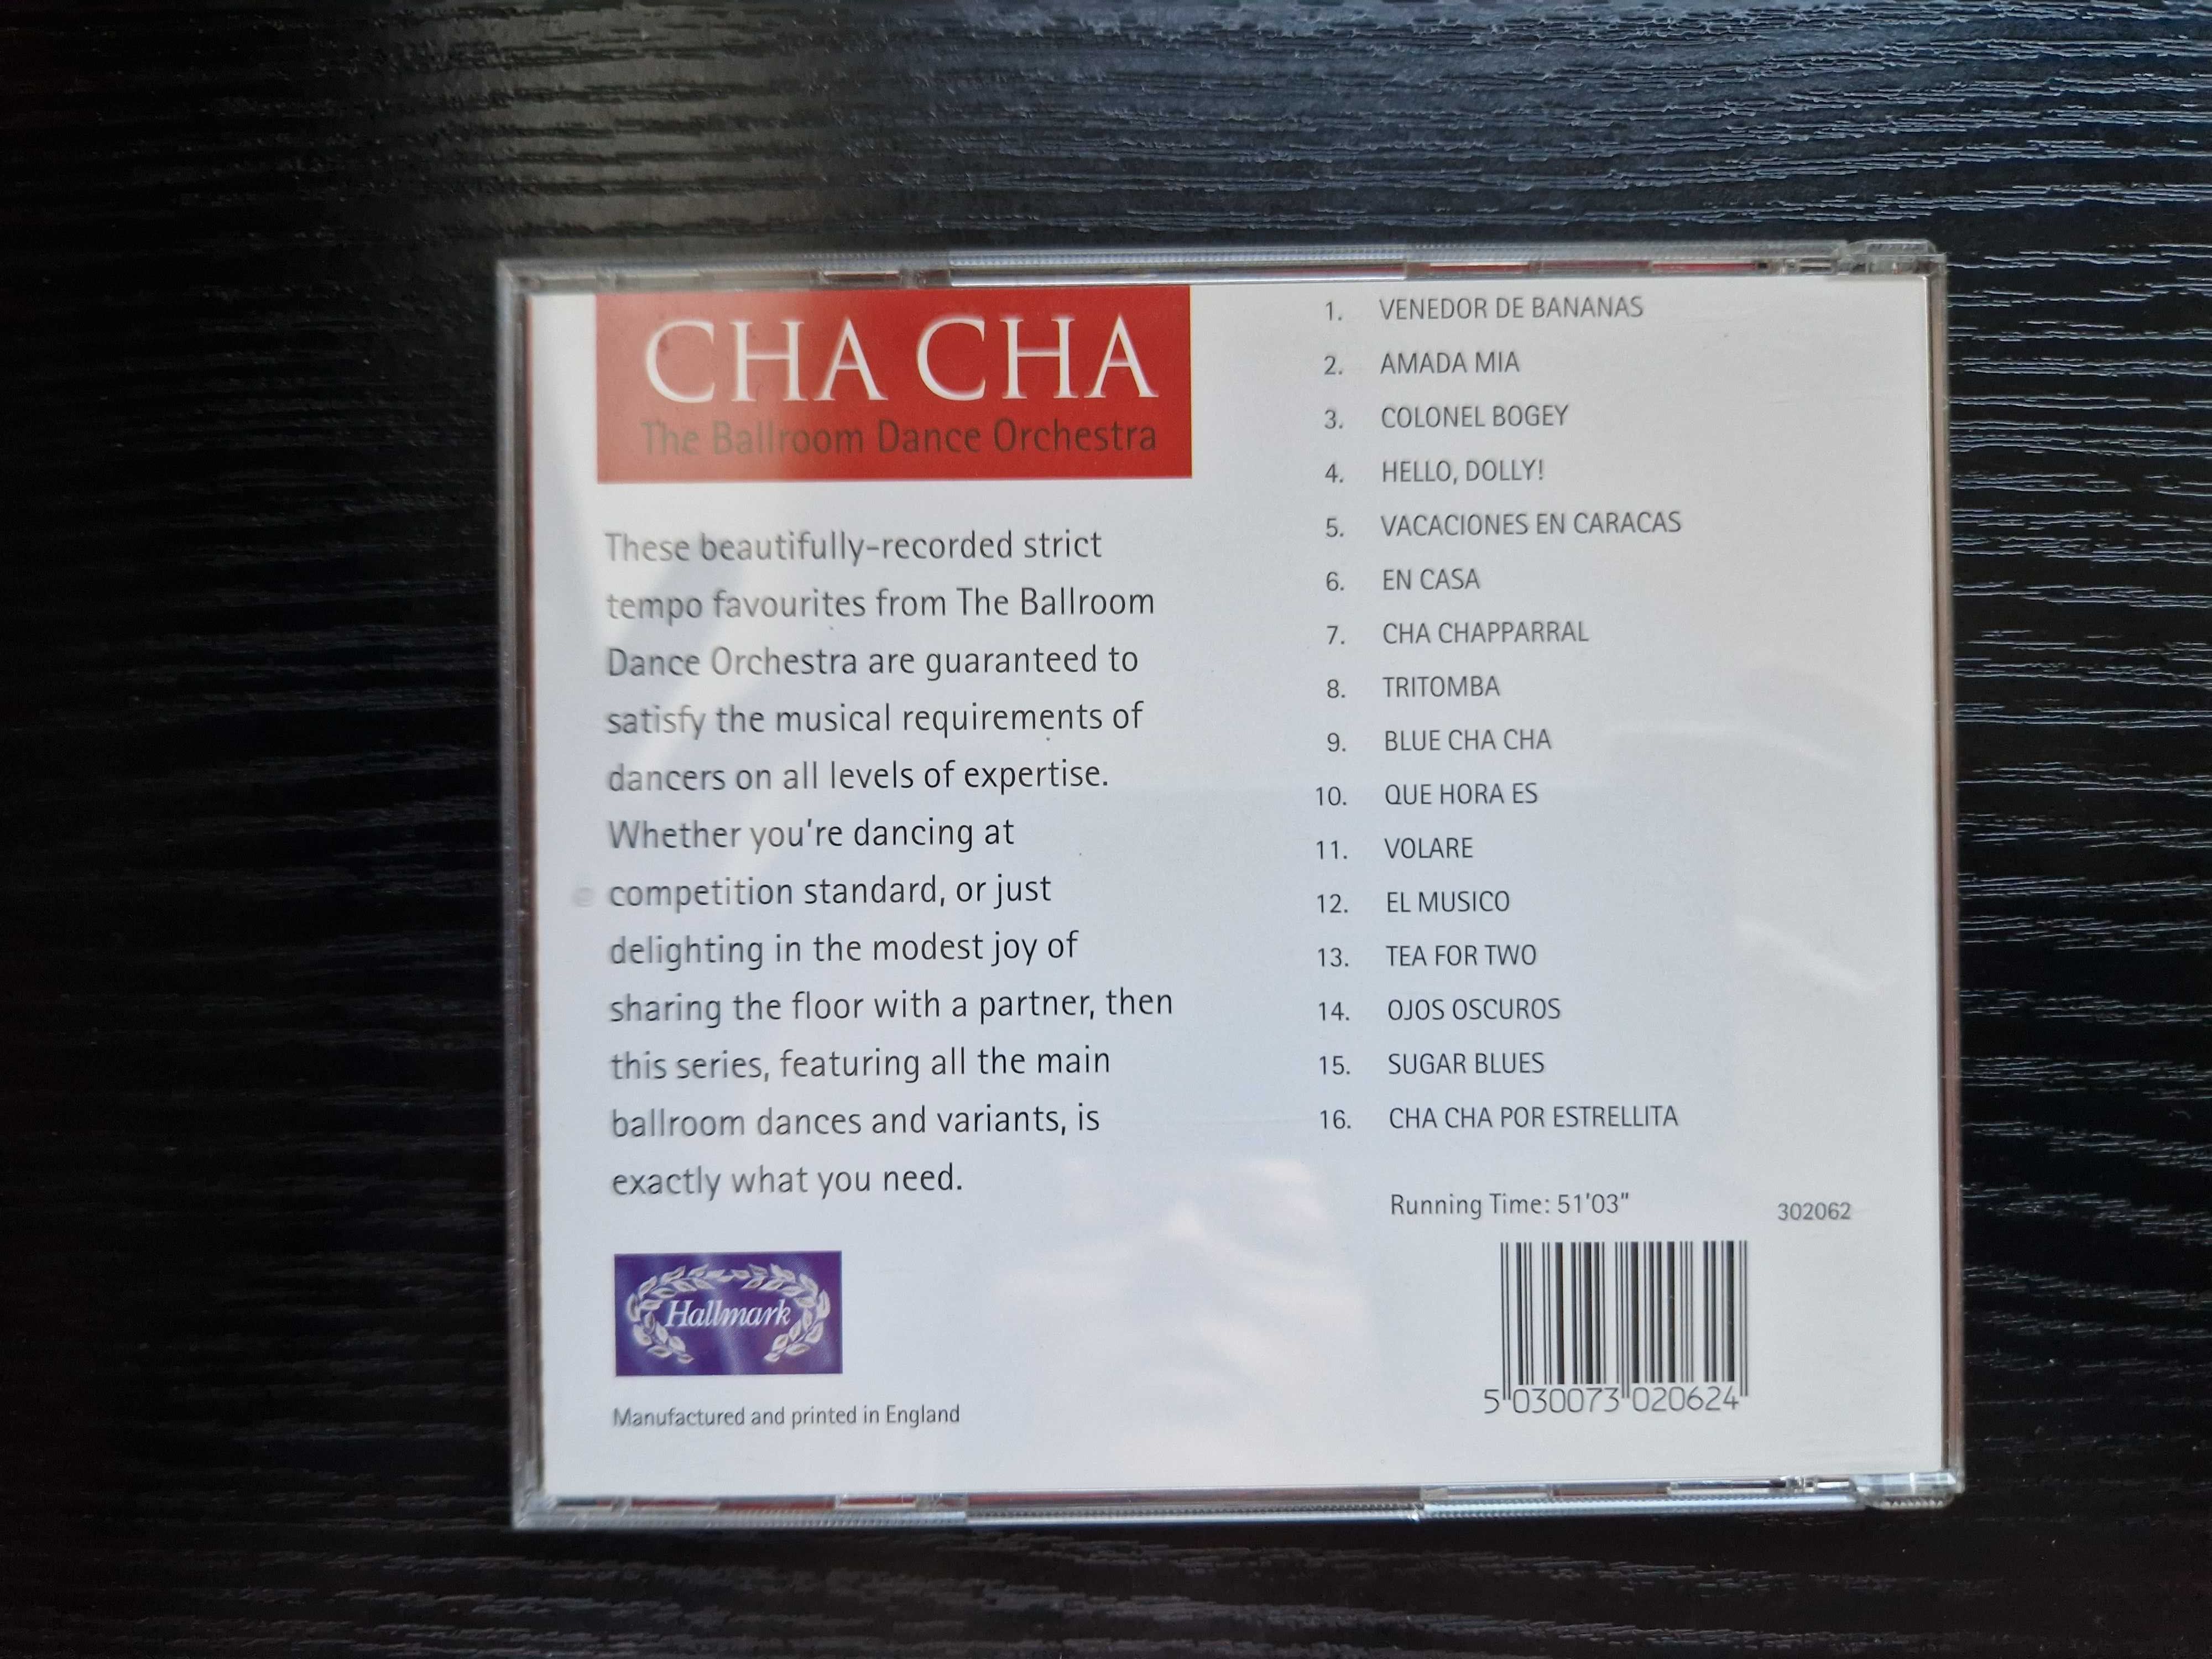 CHA CHA
The Ballroom Dance Orchestra
These beautifully-recorded strict
tempo favourites from The Ballroom
Dance Orchestra are guaranteed to
satisfy the musical requirements of
dancers on all levels of expertise.
Whether you're dancing at
competition standard, or just
delighting in the modest joy of
sharing the floor with a partner, then
this series, featuring all the main
ballroom dances and variants, is
exactly what you need.
Hallmark
Manufactured and printed in England
1. VENEDOR DE BANANAS
2. AMADA MIA
3. COLONEL BOGEY
4. HELLO, DOLLY!
5. VACACIONES EN CARACAS
6. EN CASA
7. CHA CHAPPARRAL
8. TRITOMBA
9. BLUE CHA CHA
10. QUE HORA ES
11. VOLARE
12. EL MUSICO
13. TEA FOR TWO
14. OJOS OSCUROS
15. SUGAR BLUES
16. CHA CHA POR ESTRELLITA
Running Time: 51'03"
302062
5 030073 020624